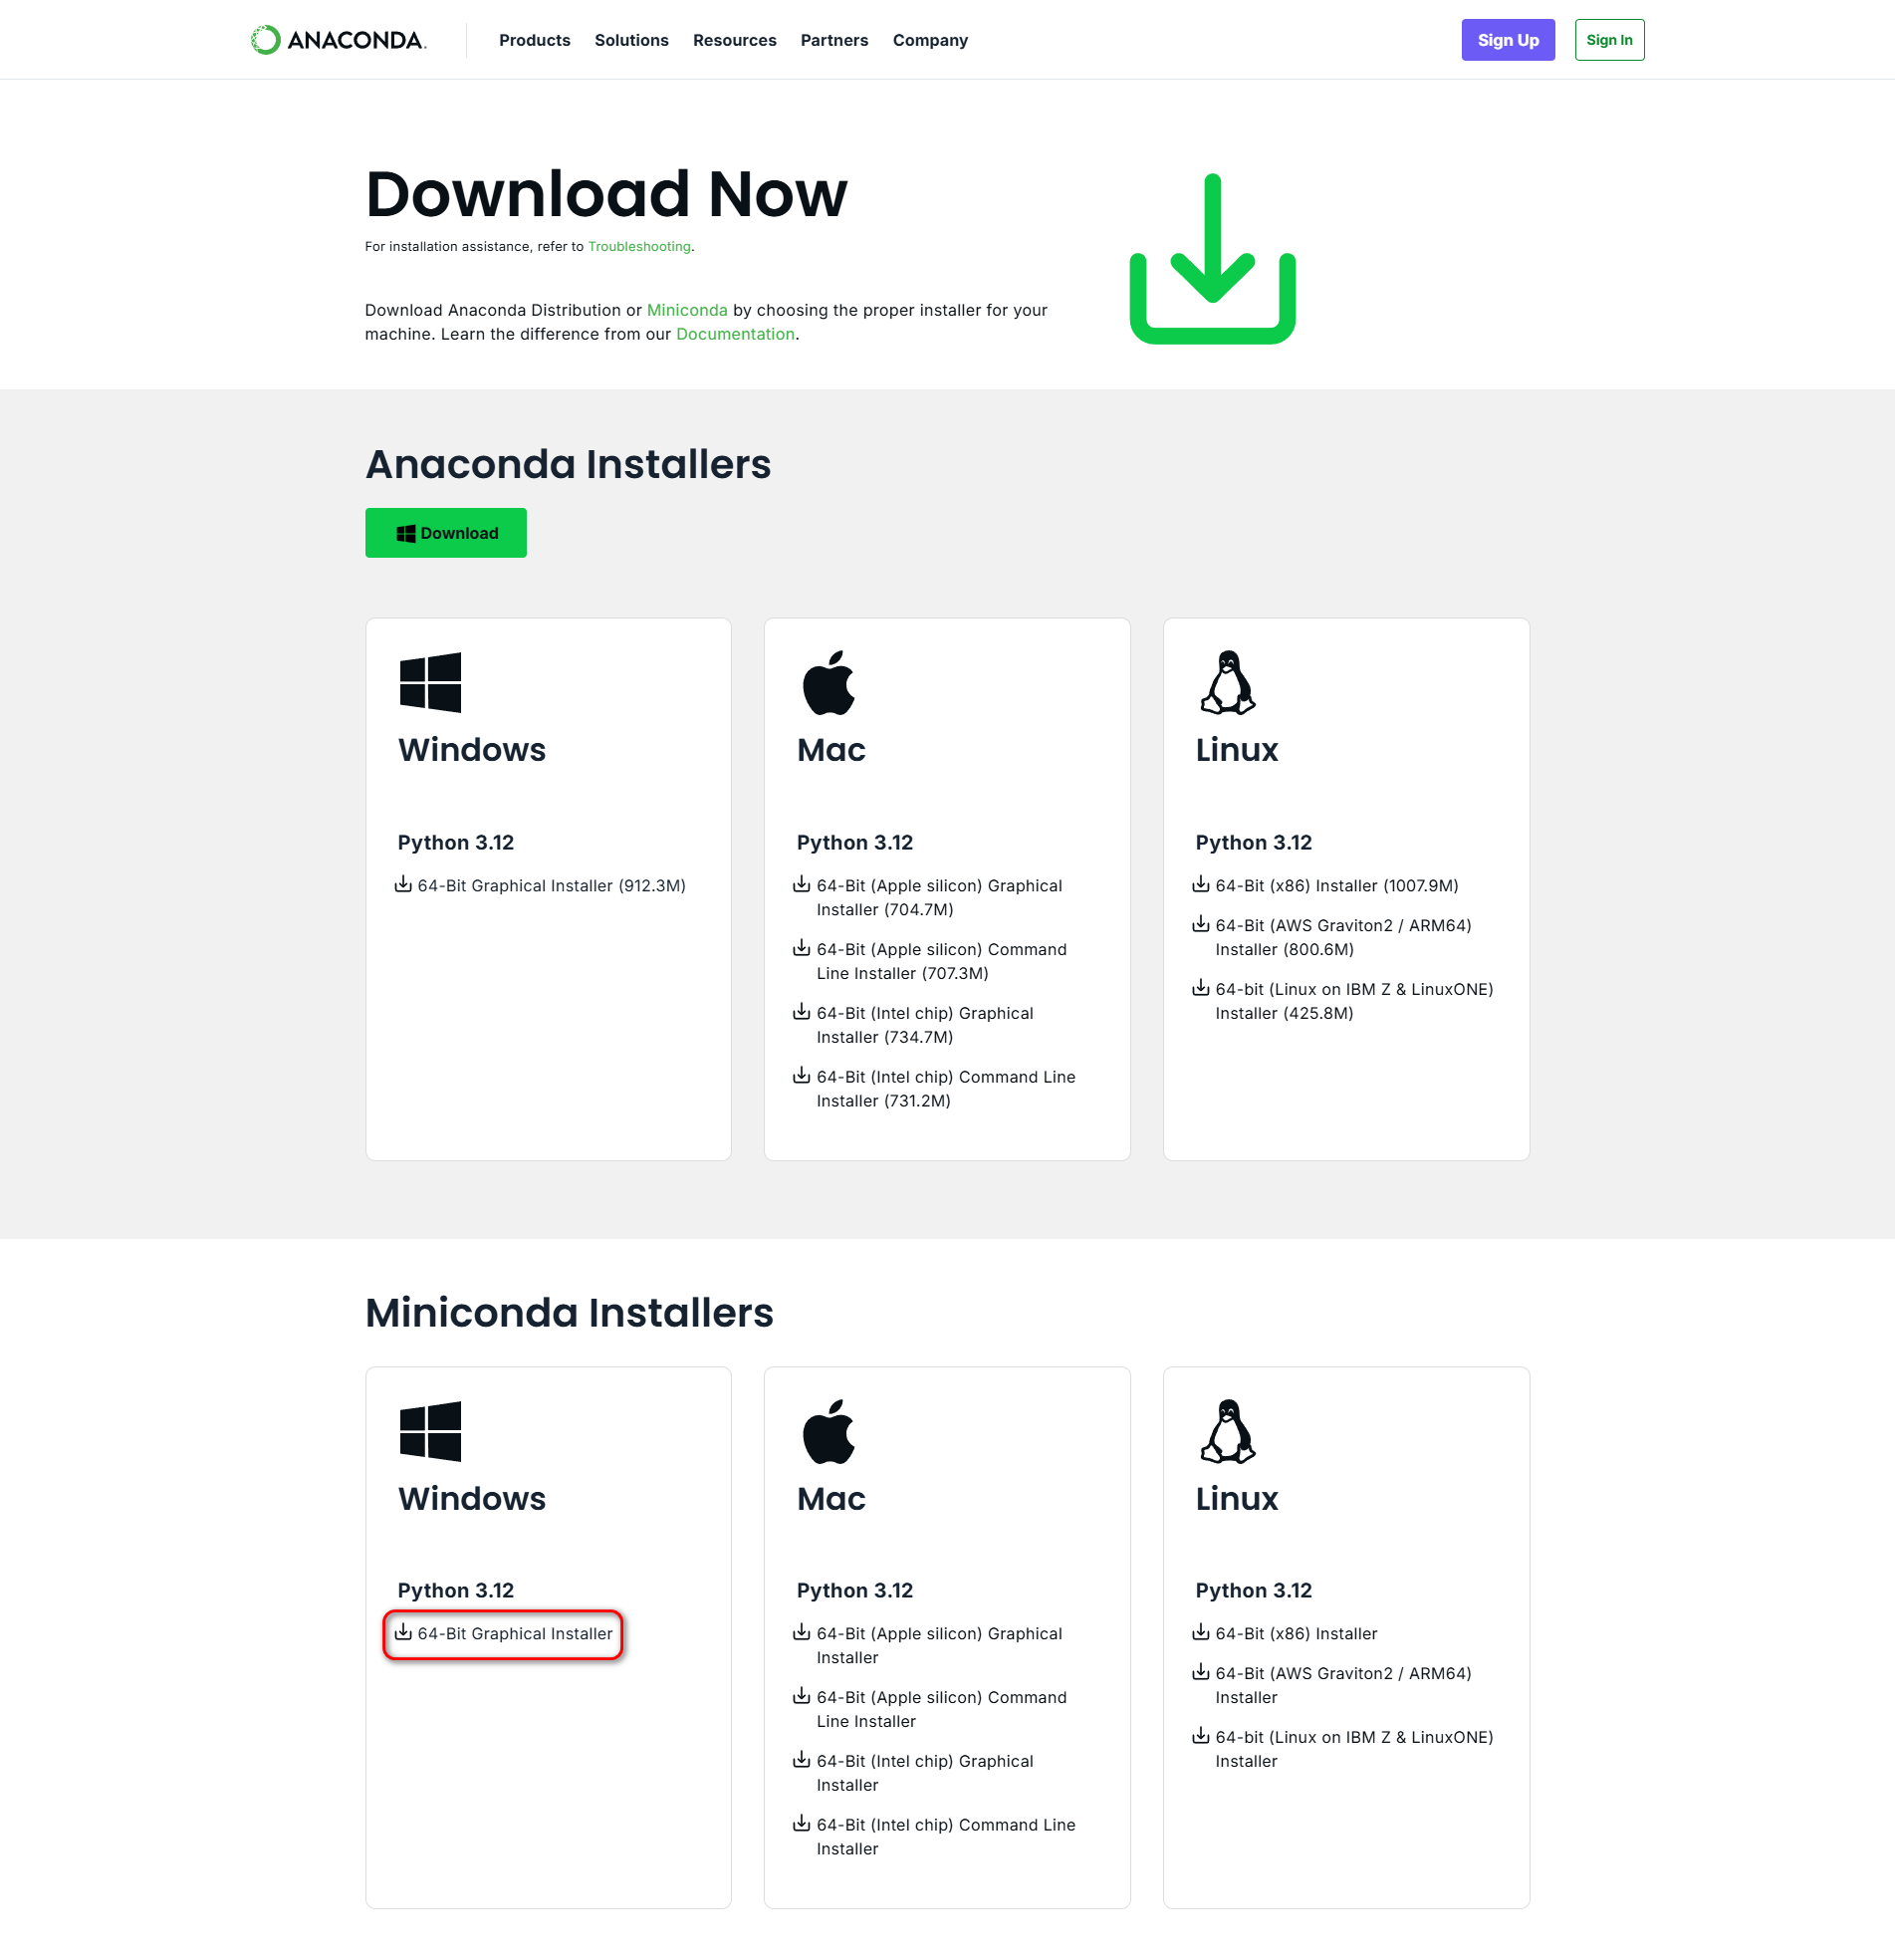 ANACONDA.
Products Solutions Resources Partners Company
Sign Up
Sign In
Download Now
For installation assistance, refer to Troubleshooting.
Download Anaconda Distribution or Miniconda by choosing the proper installer for your
machine. Learn the difference from our Documentation.
Anaconda Installers
Download
Windows
Python 3.12
64-Bit Graphical Installer (912.3M)
Mac
Python 3.12
64-Bit (Apple silicon) Graphical
Installer (704.7M)
64-Bit (Apple silicon) Command
Line Installer (707.3M)
64-Bit (Intel chip) Graphical
Installer (734.7M)
64-Bit (Intel chip) Command Line
Installer (731.2M)
Linux
Python 3.12
64-Bit (x86) Installer (1007.9M)
64-Bit (AWS Graviton2 / ARM64)
Installer (800.6M)
64-bit (Linux on IBM Z & LinuxONE)
Installer (425.8M)
Miniconda Installers
Windows
Python 3.12
64-Bit Graphical Installer
Mac
Python 3.12
64-Bit (Apple silicon) Graphical
Installer
64-Bit (Apple silicon) Command
Line Installer
64-Bit (Intel chip) Graphical
Installer
64-Bit (Intel chip) Command Line
Installer
Linux
Python 3.12
64-Bit (x86) Installer
64-Bit (AWS Graviton2 / ARM64)
Installer
64-bit (Linux on IBM Z & LinuxONE)
Installer